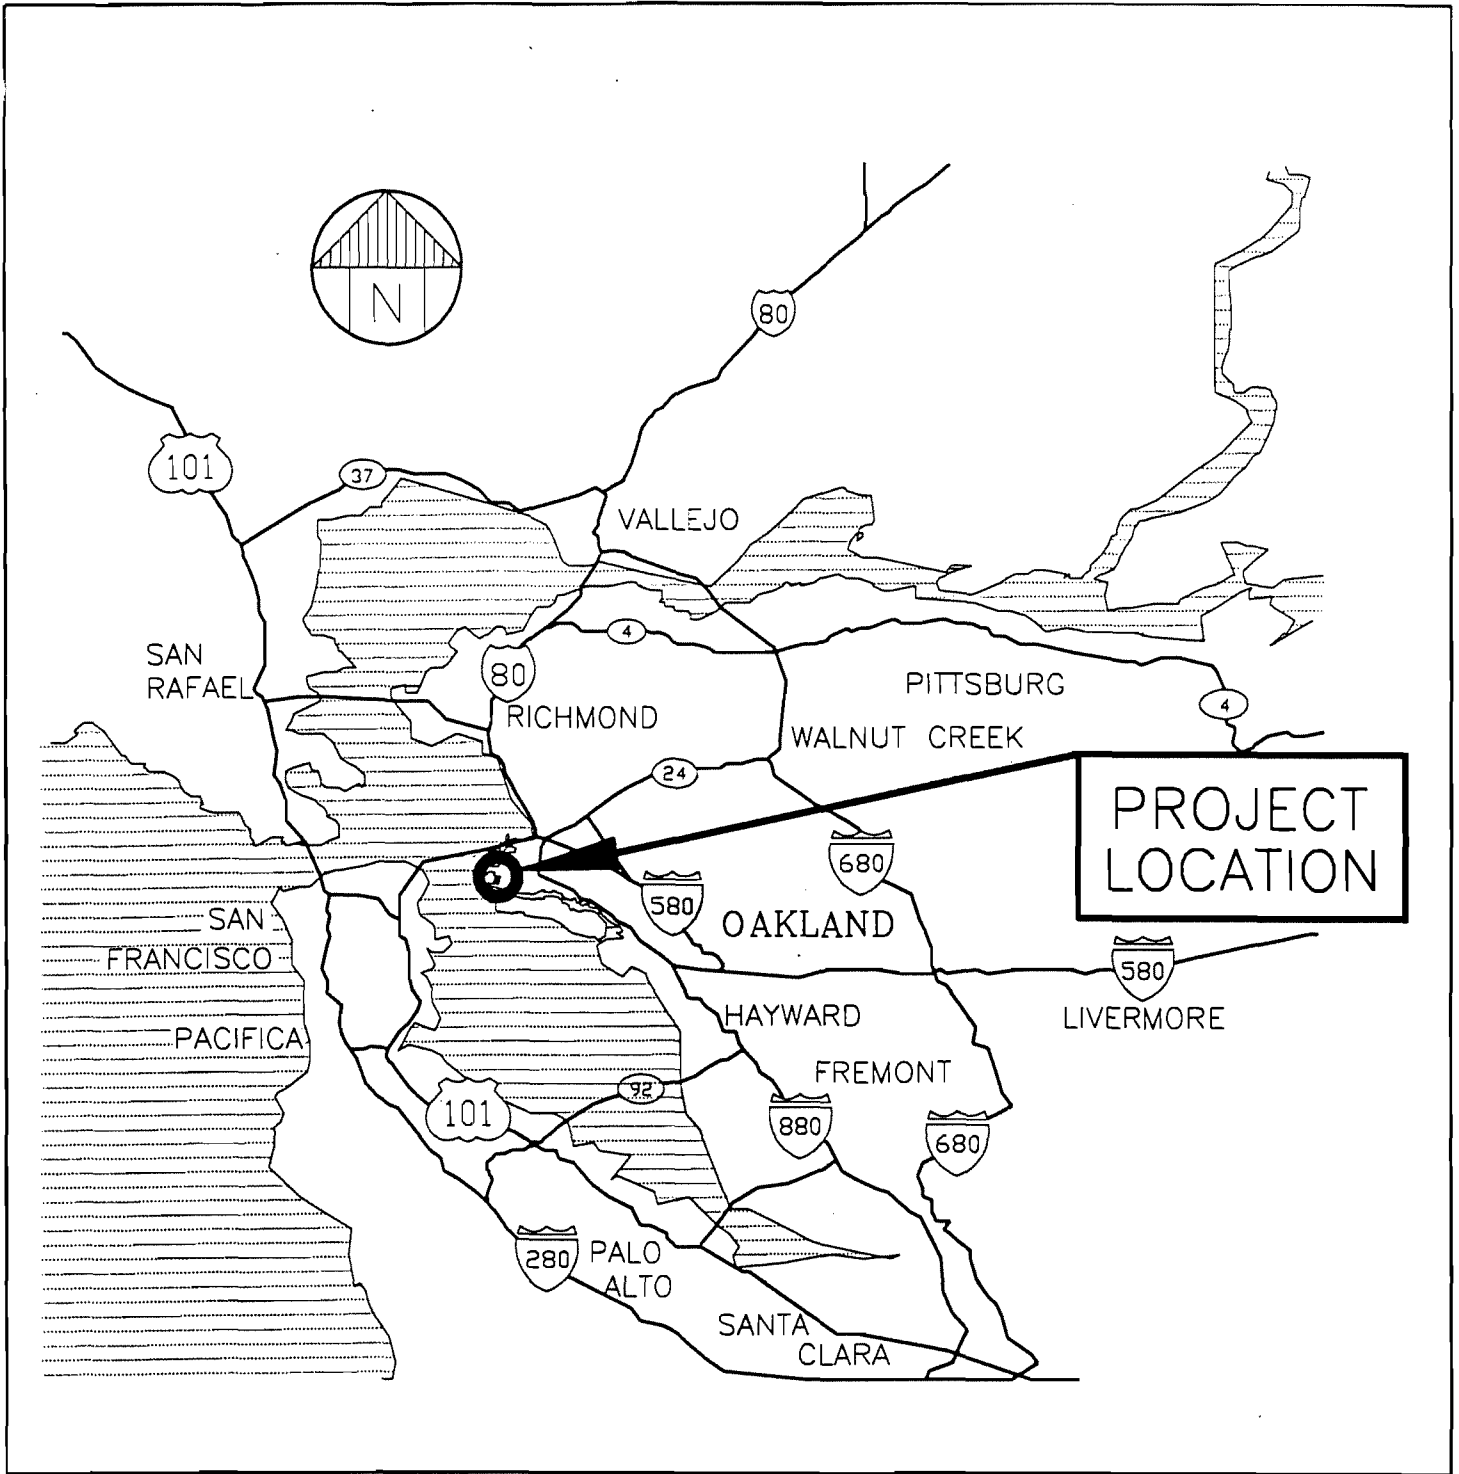 N
80
101
37
VALLEJO
4
SAN
RAFAEL
80
PITTSBURG
4
RICHMOND
WALNUT CREEK
24
PROJECT
LOCATION
680
580
OAKLAND
SAN
FRANCISCO
580
HAYWARD
LIVERMORE
PACIFICA
FREMONT
92
101
880
680
280
PALO
ALTO
SANTA
CLARA